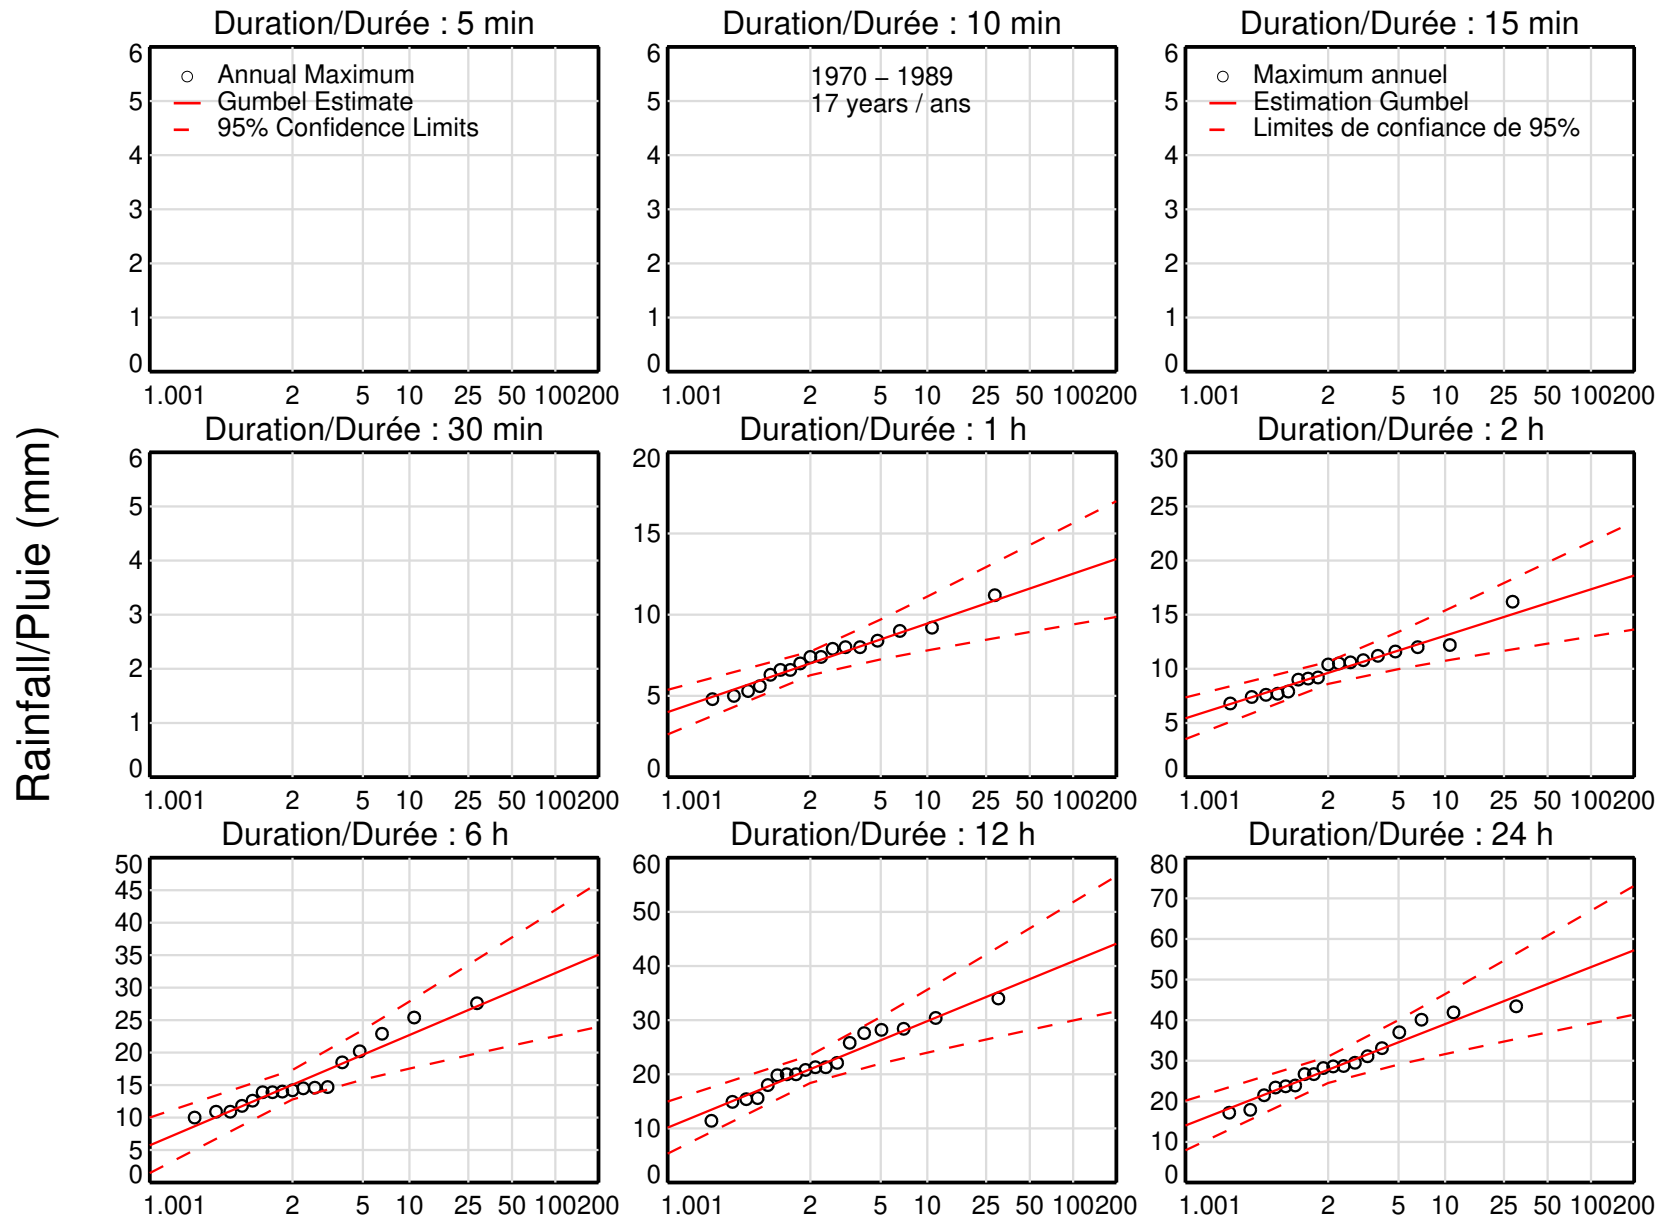 Rainfall/Pluie (mm)
Duration/Durée : 5 min
6
5
4
3
2
1
0
Annual Maximum
Gumbel Estimate
95% Confidence Limits
1.001 2 5 10 25 50 100 200
Duration/Durée : 10 min
6
5
4
3
2
1
0
1970 – 1989
17 years / ans
1.001 2 5 10 25 50 100 200
Duration/Durée : 15 min
6
5
4
3
2
1
0
Maximum annuel
Estimation Gumbel
Limites de confiance de 95%
1.001 2 5 10 25 50 100 200
Duration/Durée : 30 min
6
5
4
3
2
1
0
1.001 2 5 10 25 50 100 200
Duration/Durée : 1 h
20
15
10
5
0
1.001 2 5 10 25 50 100 200
Duration/Durée : 2 h
30
25
20
15
10
5
0
1.001 2 5 10 25 50 100 200
Duration/Durée : 6 h
50
45
40
35
30
25
20
15
10
5
0
1.001 2 5 10 25 50 100 200
Duration/Durée : 12 h
60
50
40
30
20
10
0
1.001 2 5 10 25 50 100 200
Duration/Durée : 24 h
80
70
60
50
40
30
20
10
0
1.001 2 5 10 25 50 100 200